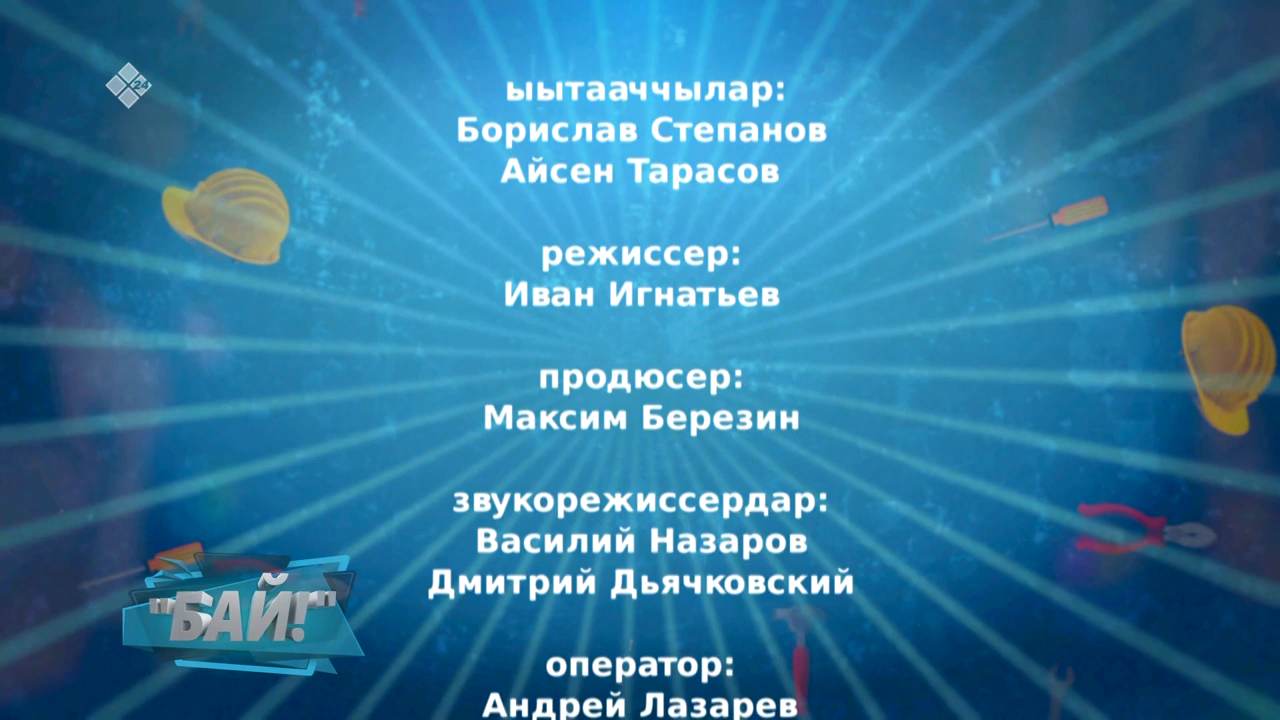 24
ыытааччылар:
Борислав Степанов
Айсен Тарасов
режиссер:
Иван Игнатьев
продюсер:
Максим Березин
звукорежиссердар:
Василий Назаров
Дмитрий Дьячковский
"БАЙ!"
оператор:
Андрей Лазарев